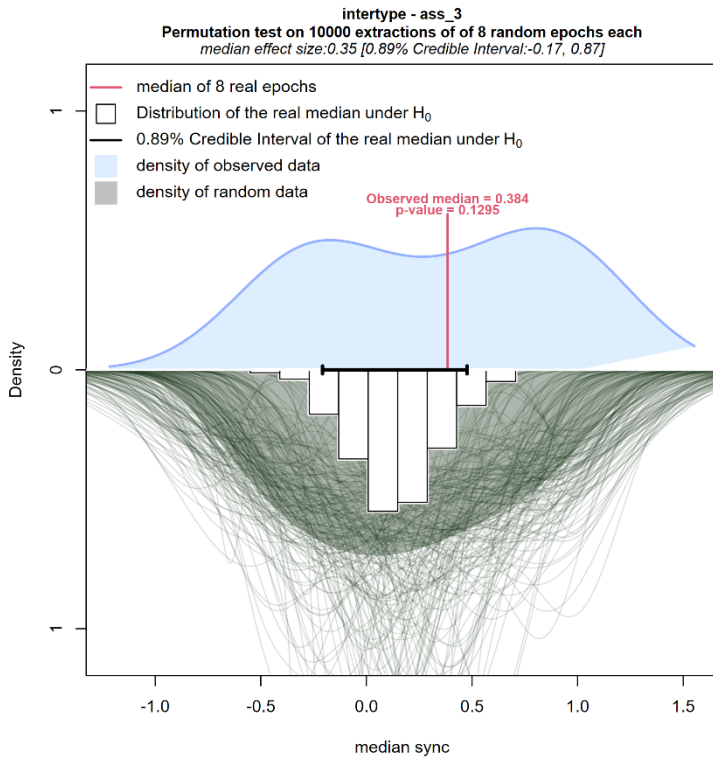 intertype - ass_3
Permutation test on 10000 extractions of of 8 random epochs each
median effect size:0.35 [0.89% Credible Interval:-0.17, 0.87]
median of 8 real epochs
Distribution of the real median under H₀
0.89% Credible Interval of the real median under H₀
density of observed data
density of random data
Observed median = 0.384
p-value = 0.1295
1
0
1
Density
-1.0 -0.5 0.0 0.5 1.0 1.5
median sync